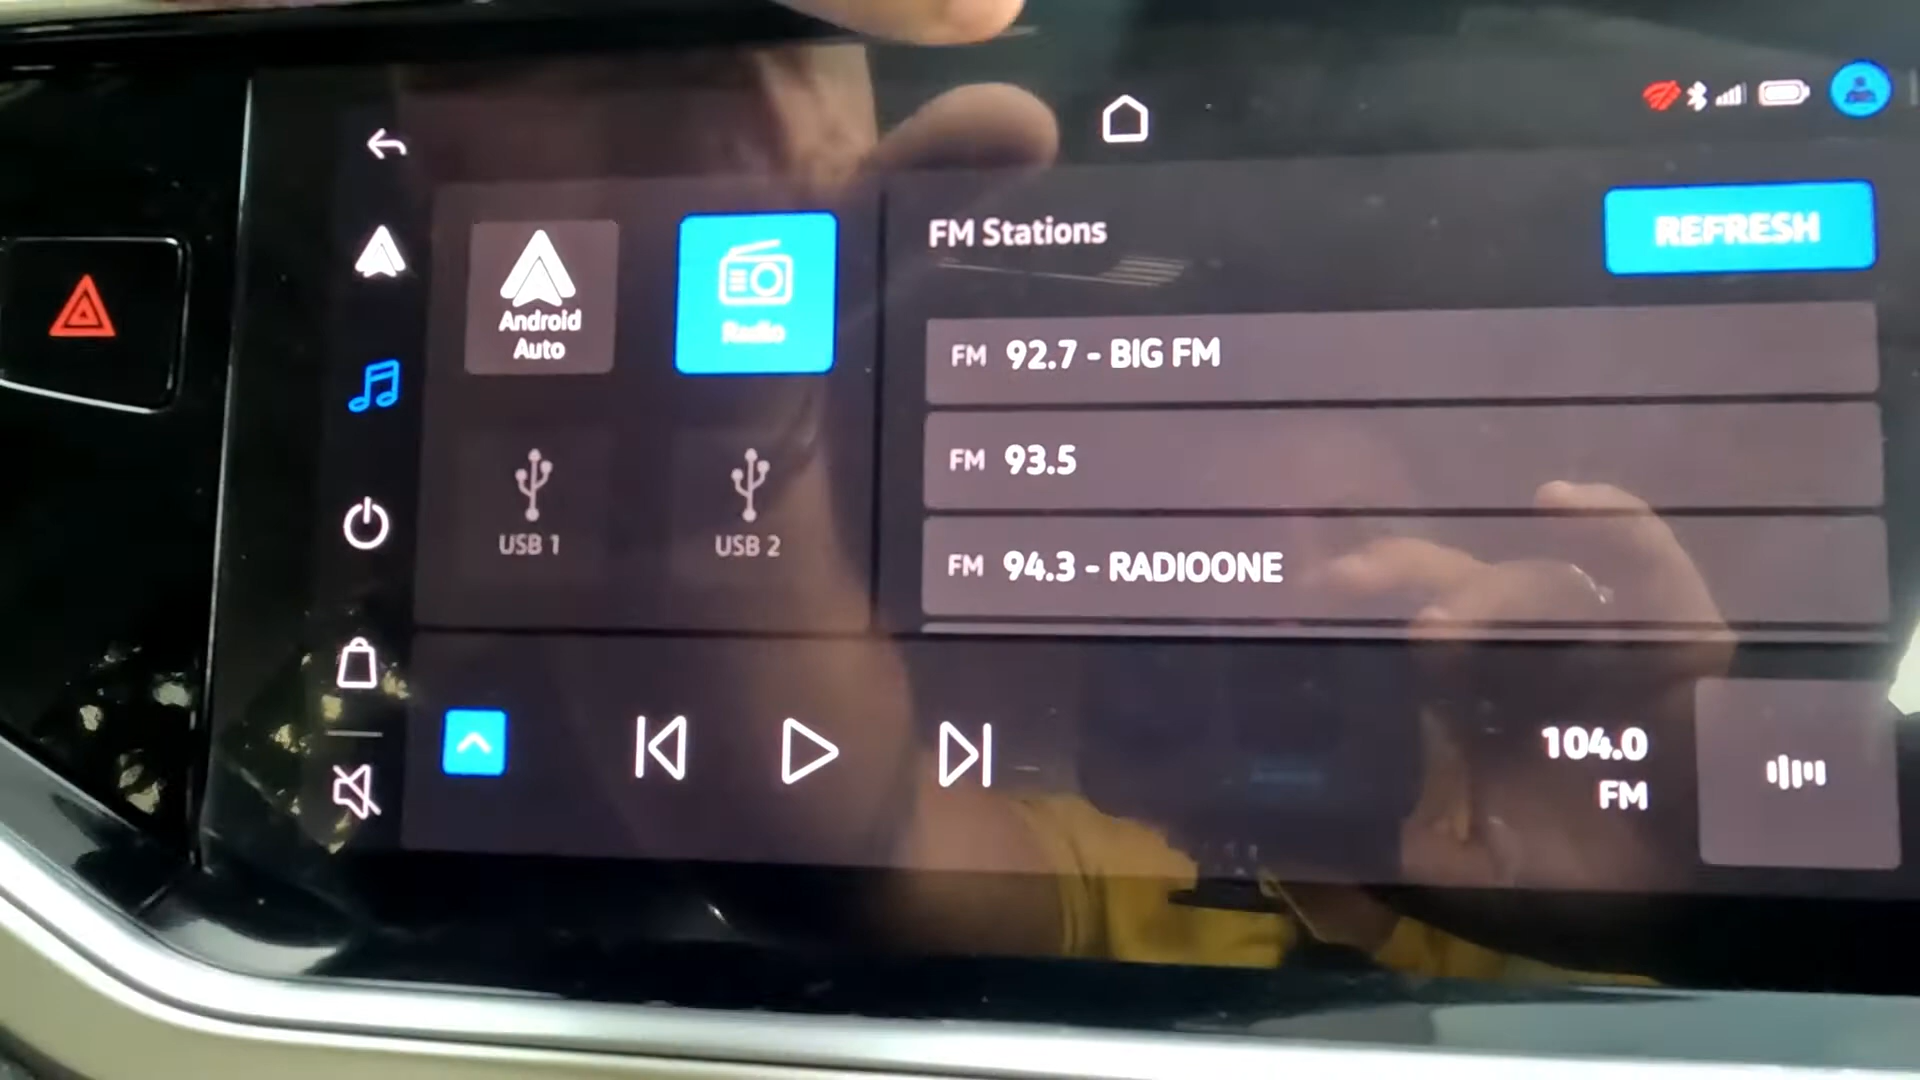 Android
Auto
Radio
USB 1
USB 2
FM Stations
REFRESH
FM 92.7 - BIG FM
FM 93.5
FM 94.3 - RADIOONE
104.0
FM